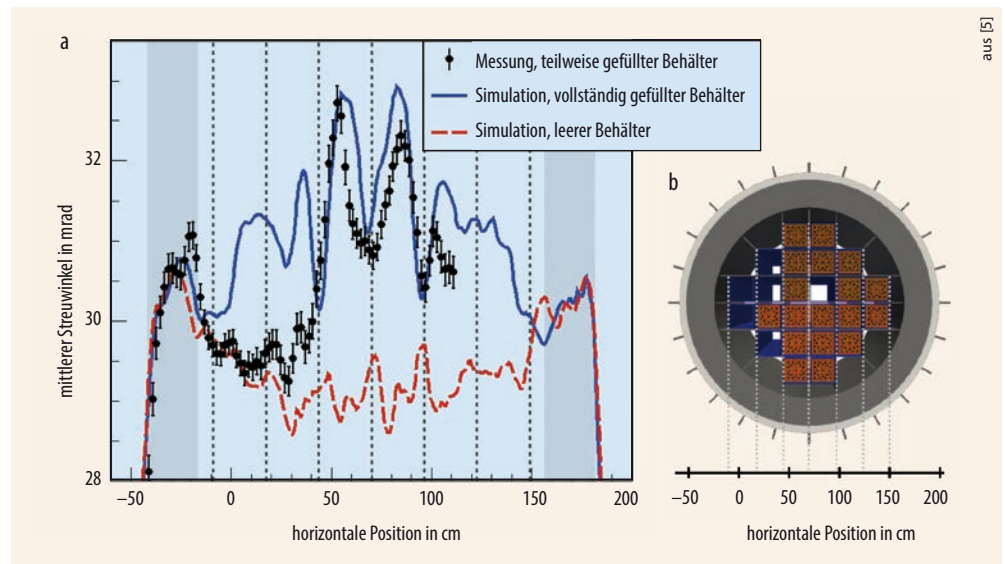 aus [5]
a
Messung, teilweise gefüllter Behälter
Simulation, vollständig gefüllter Behälter
Simulation, leerer Behälter
mittlerer Streuwinkel in mrad
32
30
28
–50 0 50 100 150 200
horizontale Position in cm
b
–50 0 50 100 150 200
horizontale Position in cm